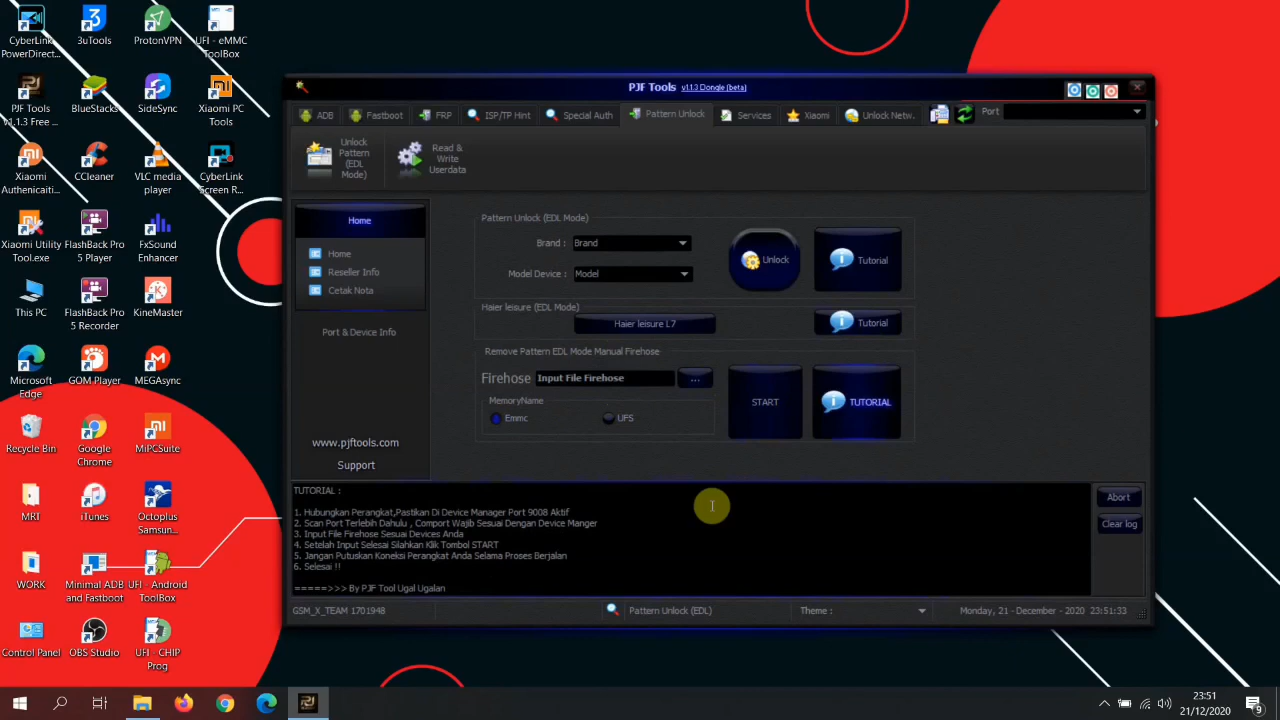 CyberLink
PowerDirect...
3uTools
ProtonVPN
UFI - eMMC
ToolBox
PJF Tools
v1.1.3 Free ...
BlueStacks
SideSync
Xiaomi PC
Tools
Xiaomi
Authenicaiti...
CCleaner
VLC media
player
CyberLink
Screen R...
Xiaomi Utility
Tool.exe
FlashBack Pro
5 Player
FxSound
Enhancer
This PC
FlashBack Pro
5 Recorder
KineMaster
Microsoft
Edge
GOM Player
MEGAsync
Recycle Bin
Google
Chrome
MiPCSuite
MRT
iTunes
Octoplus
Samsun...
WORK
Minimal ADB
and Fastboot
UFI - Android
ToolBox
Control Panel
OBS Studio
UFI - CHIP
Prog
PJF Tools v1.1.3 Dongle (beta)
ADB
Fastboot
FRP
ISP/TP Hint
Special Auth
Pattern Unlock
Services
Xiaomi
Unlock Netw.
Port
Unlock
Pattern
(EDL
Mode)
Read &
Write
Userdata
Home
Home
Reseller Info
Cetak Nota
Port & Device Info
www.pjftools.com
Support
Pattern Unlock (EDL Mode)
Brand : Brand
Model Device : Model
Unlock
Tutorial
Haier leisure (EDL Mode)
Haier leisure L7
Tutorial
Remove Pattern EDL Mode Manual Firehose
Firehose Input File Firehose ...
MemoryName
Emmc
UFS
START
TUTORIAL
TUTORIAL :
1. Hubungkan Perangkat,Pastikan Di Device Manager Port 9008 Aktif
2. Scan Port Terlebih Dahulu , Comport Wajib Sesuai Dengan Device Manger
3. Input File Firehose Sesuai Devices Anda
4. Setelah Input Selesai Silahkan Klik Tombol START
5. Jangan Putuskan Koneksi Perangkat Anda Selama Proses Berjalan
6. Selesai !!
=====>>> By PJF Tool Ugal Ugalan
Abort
Clear log
GSM_X_TEAM 1701948
Pattern Unlock (EDL)
Theme :
Monday, 21 - December - 2020 23:51:33
23:51
21/12/2020
9